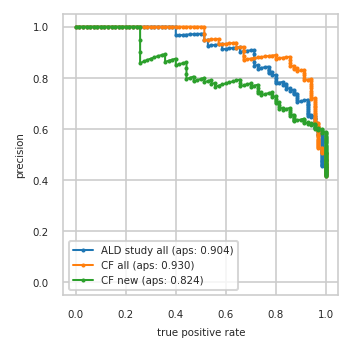 1.0
0.8
0.6
0.4
0.2
0.0
precision
ALD study all (aps: 0.904)
CF all (aps: 0.930)
CF new (aps: 0.824)
0.0 0.2 0.4 0.6 0.8 1.0
true positive rate